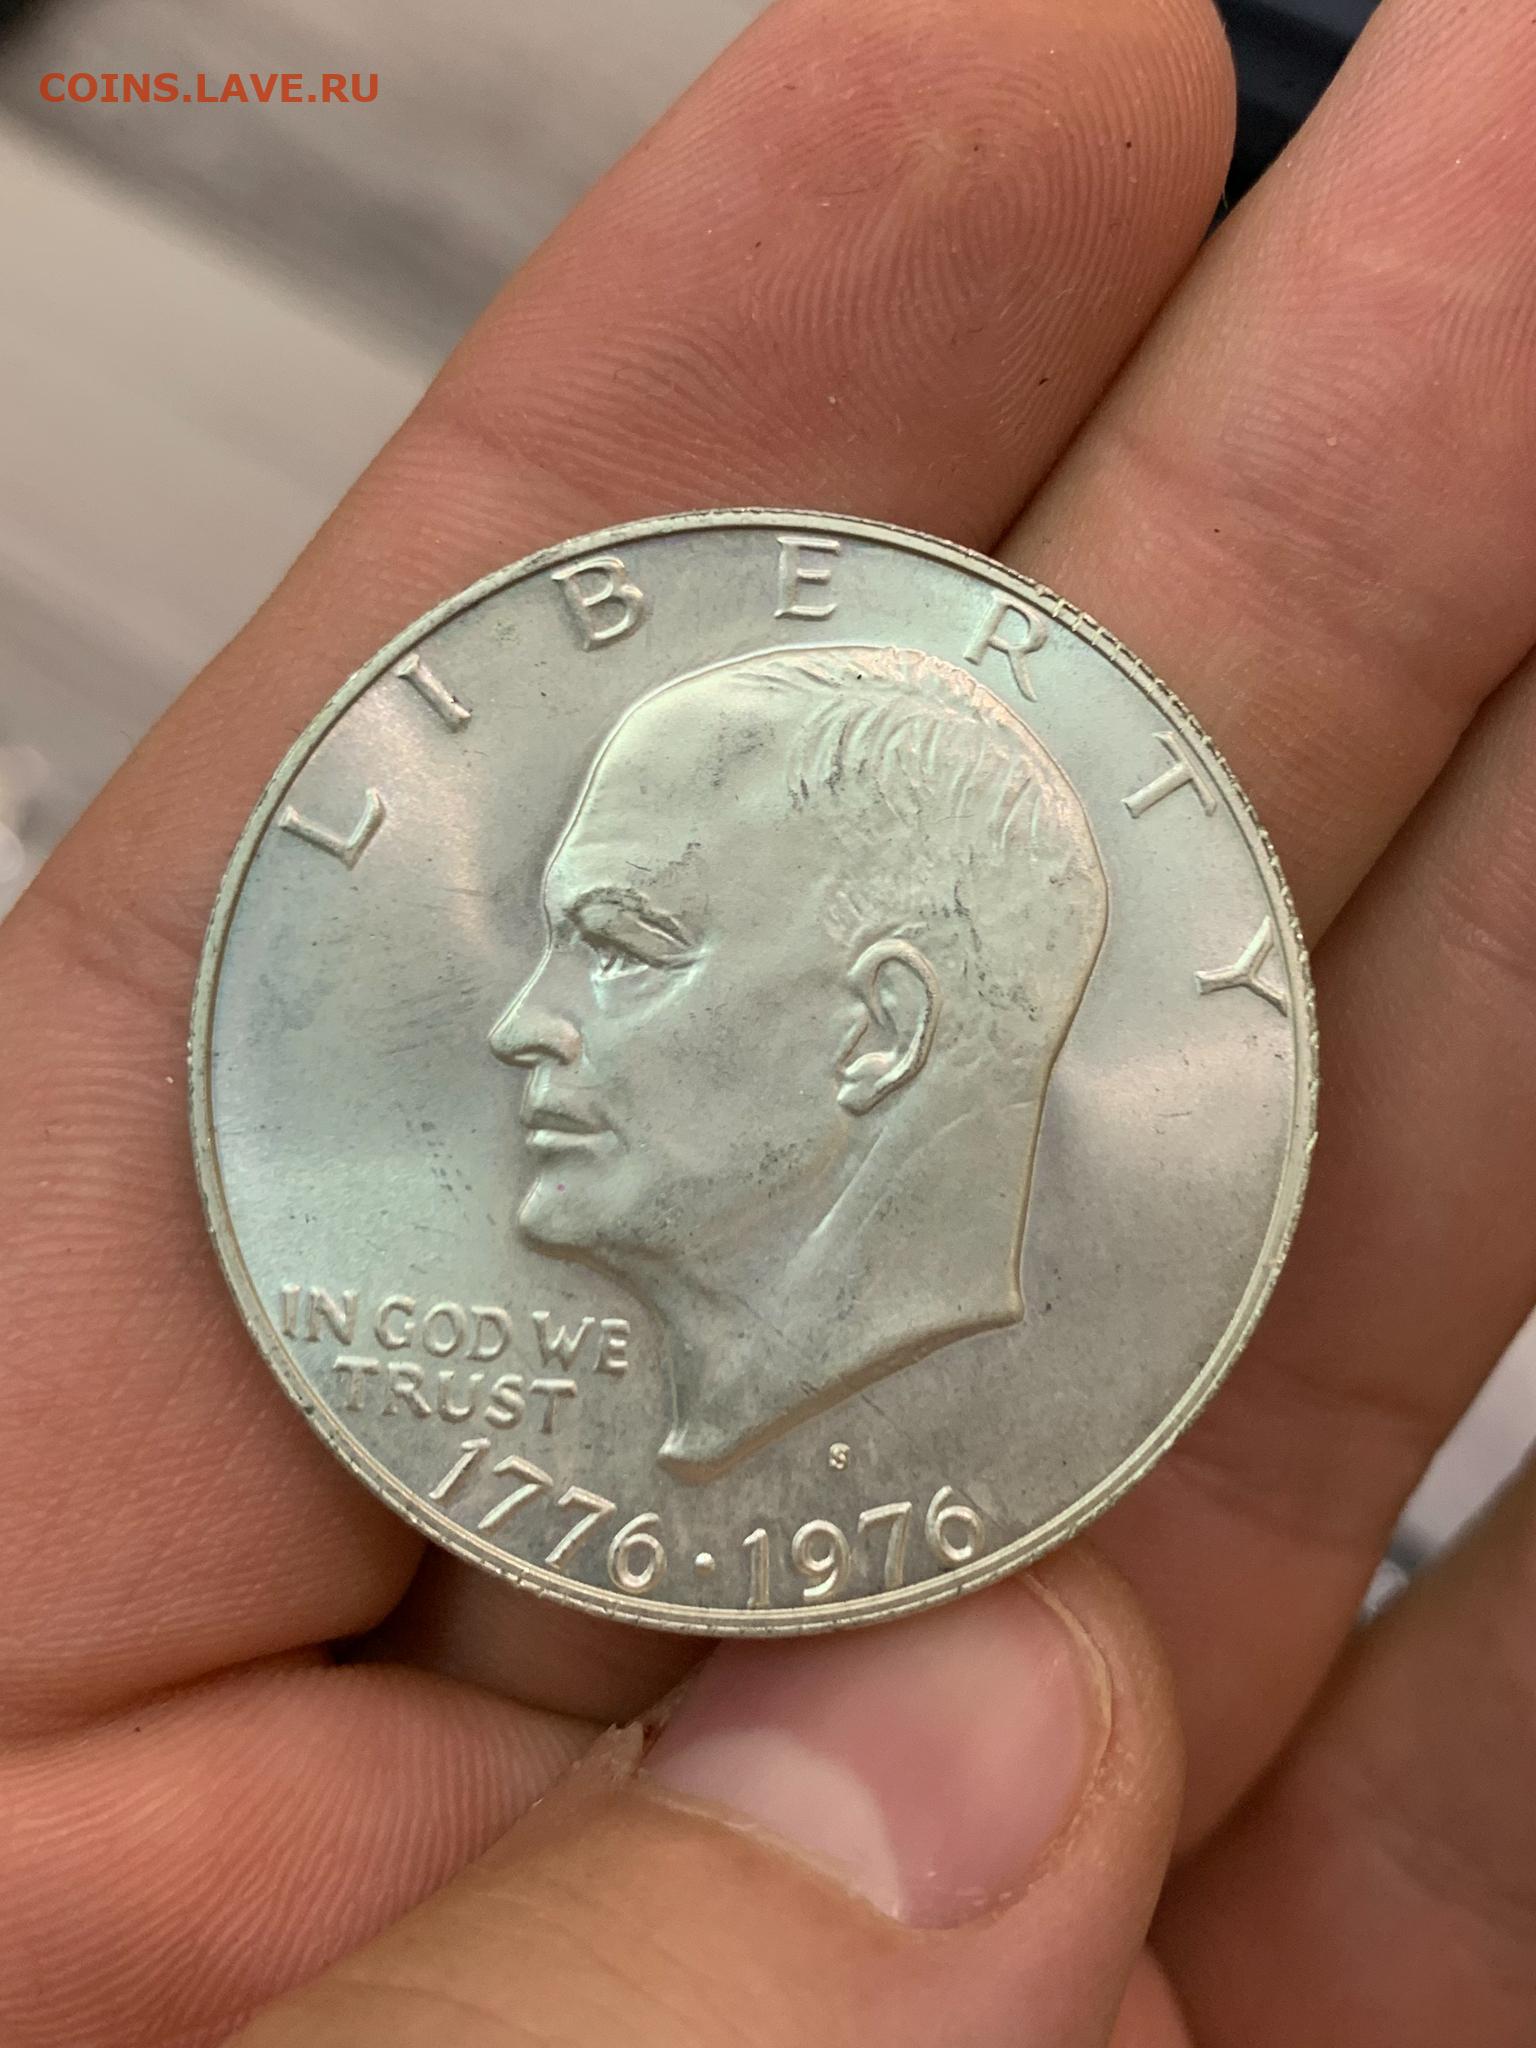 COINS.LAVE.RU
LIBERTY
IN GOD WE
TRUST
S
1776·1976